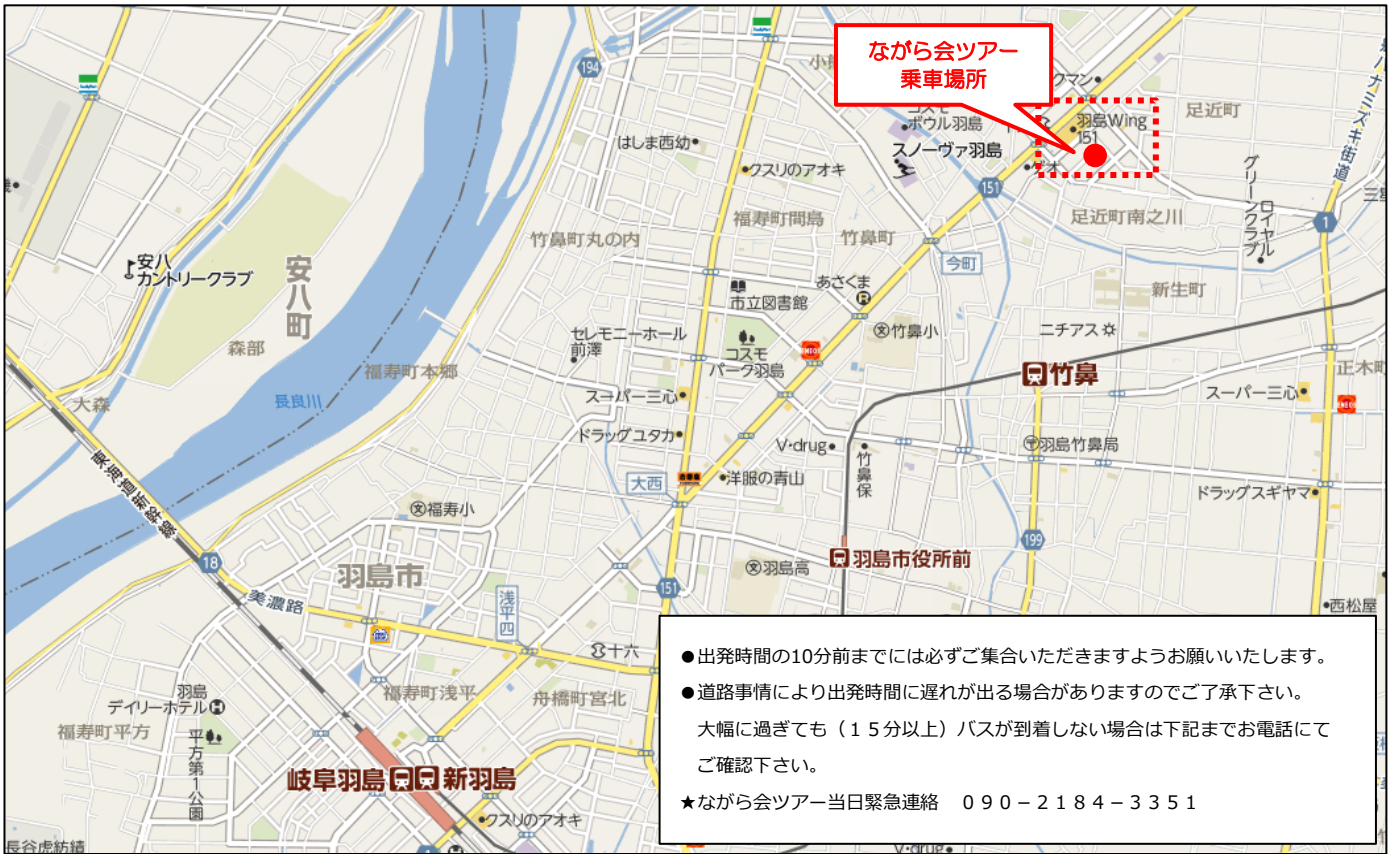 ながら会ツアー
乗車場所
194
小
クマン
足近町
ハナミズキ街道
コスモ
ボウル羽島
羽島Wing
151
はしま西幼
スノーヴァ羽島
ゲオ
クスリのアオキ
151
グリーンクラブ
ロイヤル
1
三星
福寿町間島
足近町南之川
竹鼻町丸の内
竹鼻町
今町
安八
カントリークラブ
安八町
あさくま
市立図書館
新生町
森部
セレモニーホール
前澤
竹鼻小
ニチアス
コスモ
パーク羽島
ENEOS
福寿町本郷
竹鼻
正木町
大森
長良川
スーパー三心
スーパー三心
ENEOS
ドラッグユタカ
V・drug
羽島竹鼻局
竹鼻保
東海道新幹線
大西
洋服の青山
ドラッグスギヤマ
福寿小
199
18
羽島市役所前
羽島市
羽島高
151
美濃路
浅平四
西松屋
十六
羽島
デイリーホテル
福寿町浅平
舟橋町宮北
福寿町平方
平方第1公園
岐阜羽島
新羽島
クスリのアオキ
長谷虎紡績
V・drug
●出発時間の10分前までには必ずご集合いただきますようお願いいたします。
●道路事情により出発時間に遅れが出る場合がありますのでご了承下さい。
大幅に過ぎても（１５分以上）バスが到着しない場合は下記までお電話にて
ご確認下さい。
★ながら会ツアー当日緊急連絡　０９０－２１８４－３３５１